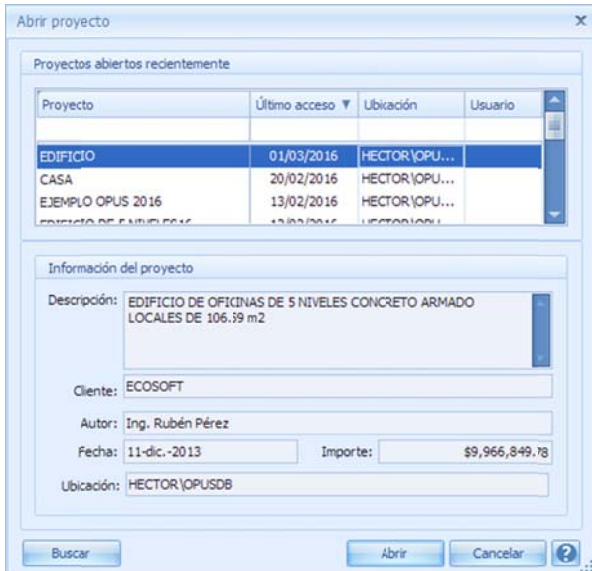 Abrir proyecto
Proyectos abiertos recientemente
Proyecto Último acceso Ubicación Usuario
EDIFICIO 01/03/2016 HECTOR\OPU...
CASA 20/02/2016 HECTOR\OPU...
EJEMPLO OPUS 2016 13/02/2016 HECTOR\OPU...
Información del proyecto
Descripción: EDIFICIO DE OFICINAS DE 5 NIVELES CONCRETO ARMADO
LOCALES DE 106.59 m2
Cliente: ECOSOFT
Autor: Ing. Rubén Pérez
Fecha: 11-dic.-2013 Importe: $9,966,849.78
Ubicación: HECTOR\OPUSDB
Buscar Abrir Cancelar ?